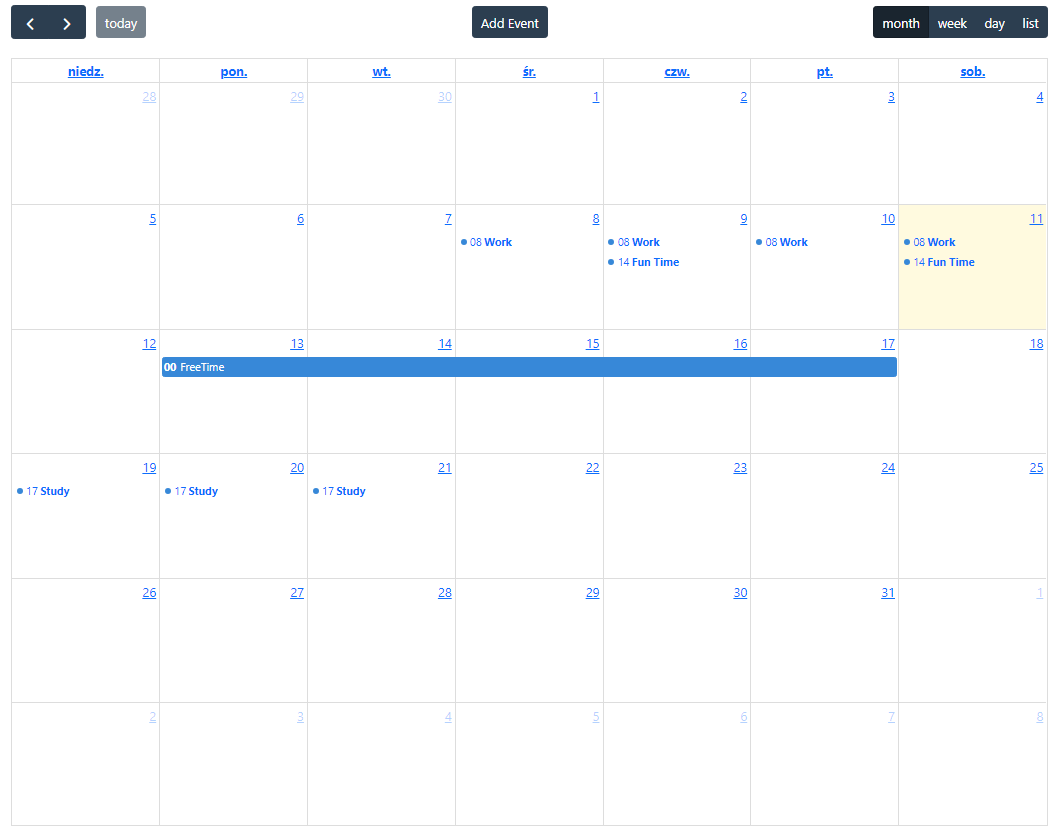 today Add Event month week day list
niedz. pon. wt. śr. czw. pt. sob.
28 29 30 1 2 3 4
5 6 7 8 9 10 11
08 Work 08 Work 08 Work 08 Work
14 Fun Time 14 Fun Time
12 13 14 15 16 17 18
00 FreeTime
19 20 21 22 23 24 25
17 Study 17 Study 17 Study
26 27 28 29 30 31 1
2 3 4 5 6 7 8